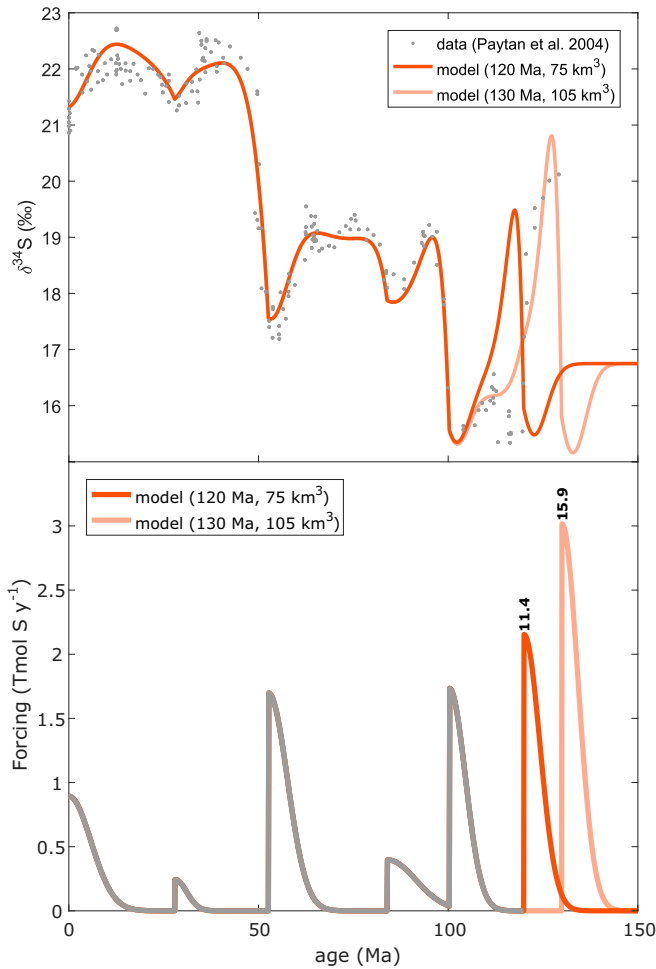 23
22
21
20
19
18
17
16
δ³⁴S (‰)
data (Paytan et al. 2004)
model (120 Ma, 75 km³)
model (130 Ma, 105 km³)
model (120 Ma, 75 km³)
model (130 Ma, 105 km³)
15.9
11.4
3
2.5
2
1.5
1
0.5
0
Forcing (Tmol S y⁻¹)
0
50
100
150
age (Ma)